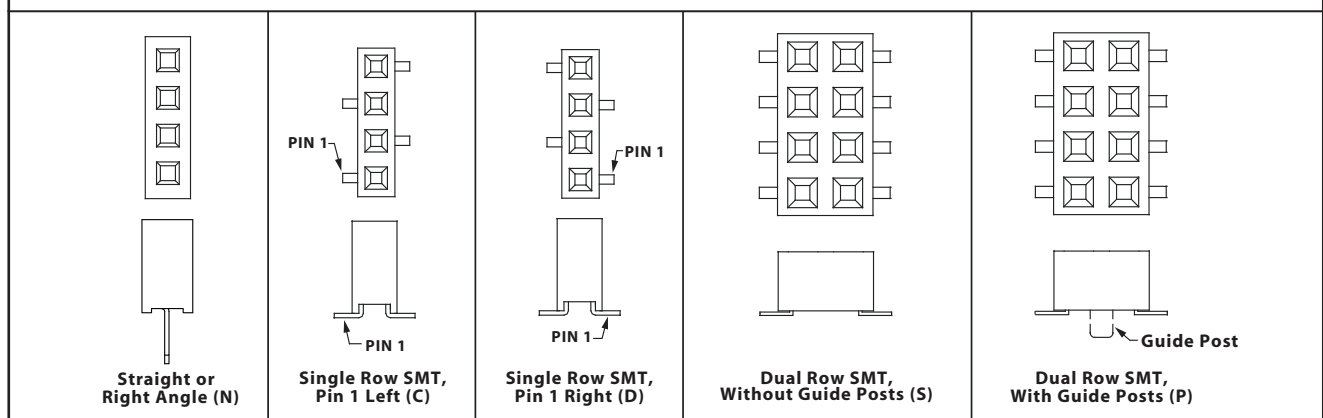 PIN 1
PIN 1
Straight or
Right Angle (N)
PIN 1
Single Row SMT,
Pin 1 Left (C)
PIN 1
Single Row SMT,
Pin 1 Right (D)
Dual Row SMT,
Without Guide Posts (S)
Guide Post
Dual Row SMT,
With Guide Posts (P)